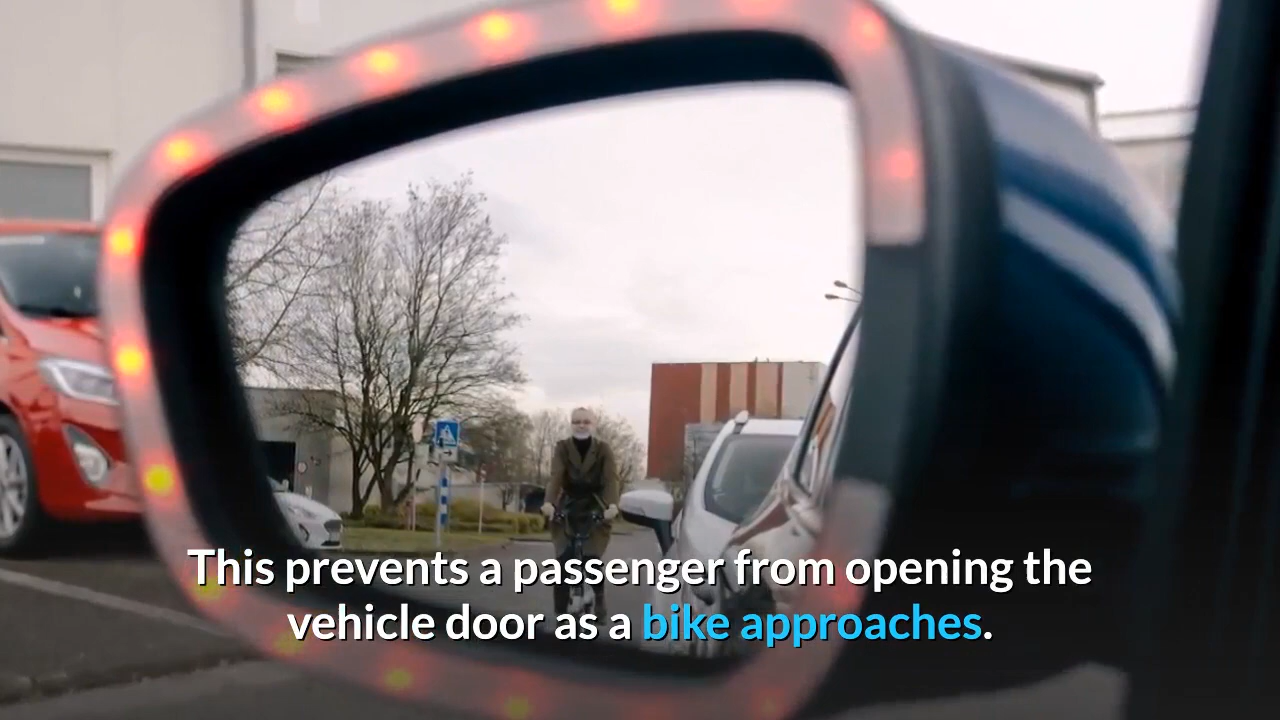 This prevents a passenger from opening the
vehicle door as a bike approaches.